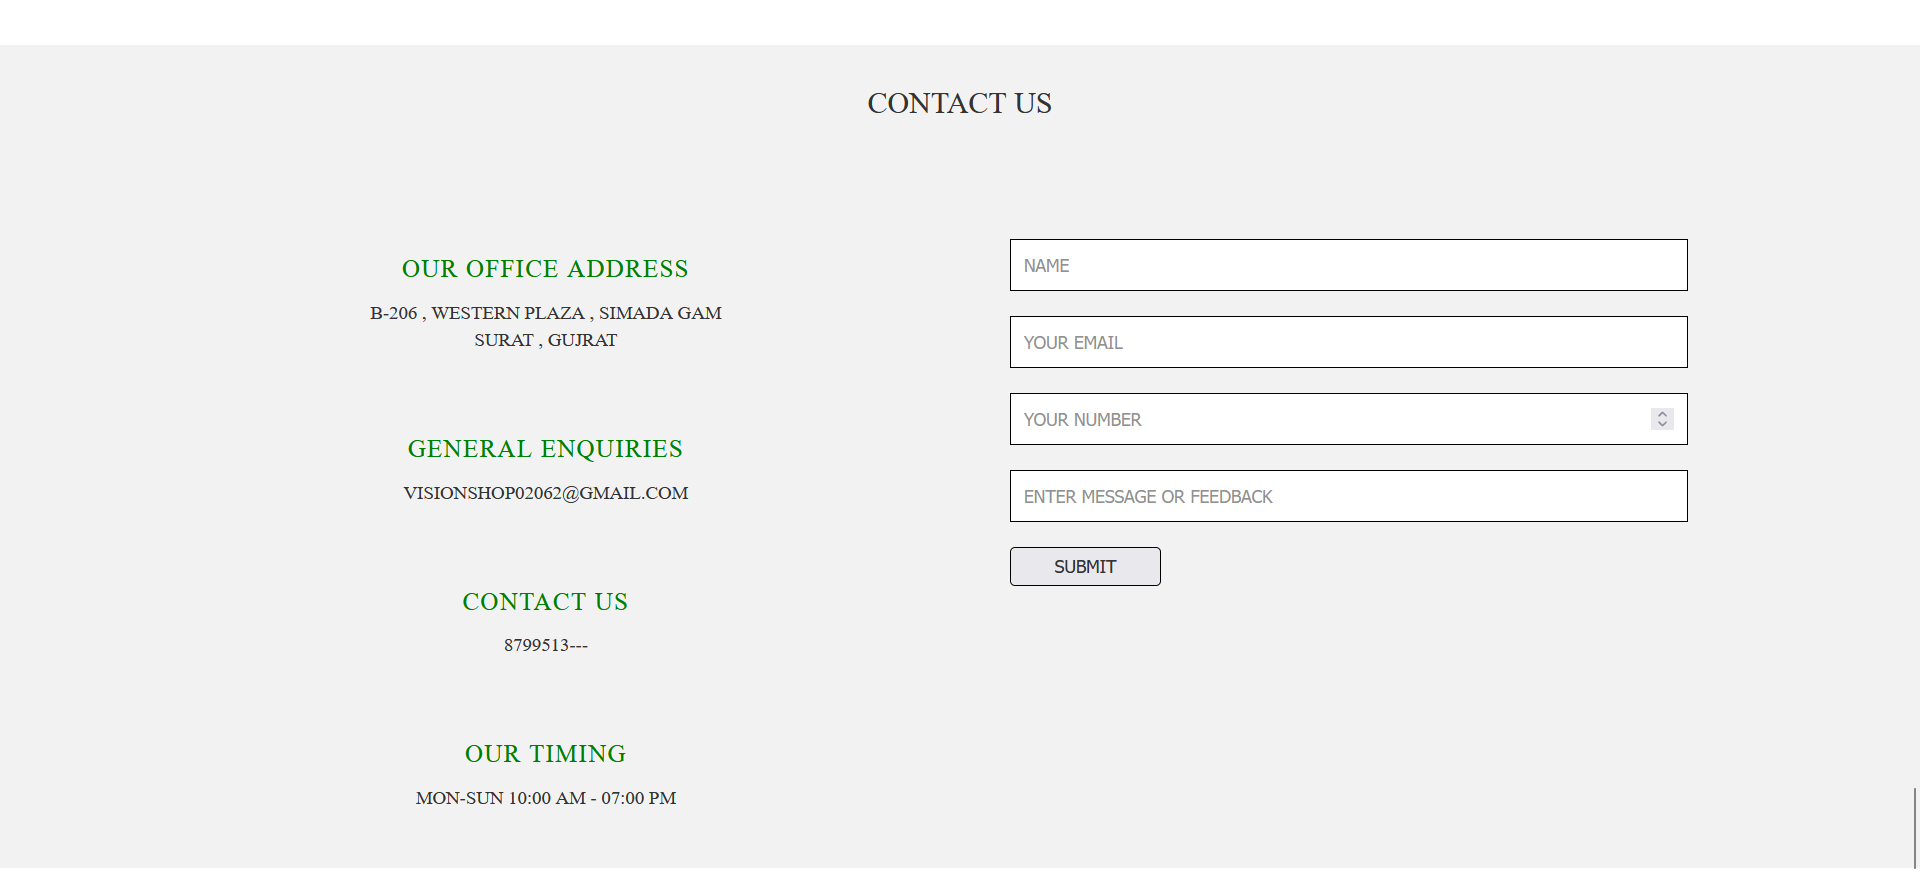 CONTACT US
OUR OFFICE ADDRESS
B-206 , WESTERN PLAZA , SIMADA GAM
SURAT , GUJRAT
GENERAL ENQUIRIES
VISIONSHOP02062@GMAIL.COM
CONTACT US
8799513---
OUR TIMING
MON-SUN 10:00 AM - 07:00 PM
NAME
YOUR EMAIL
YOUR NUMBER
ENTER MESSAGE OR FEEDBACK
SUBMIT